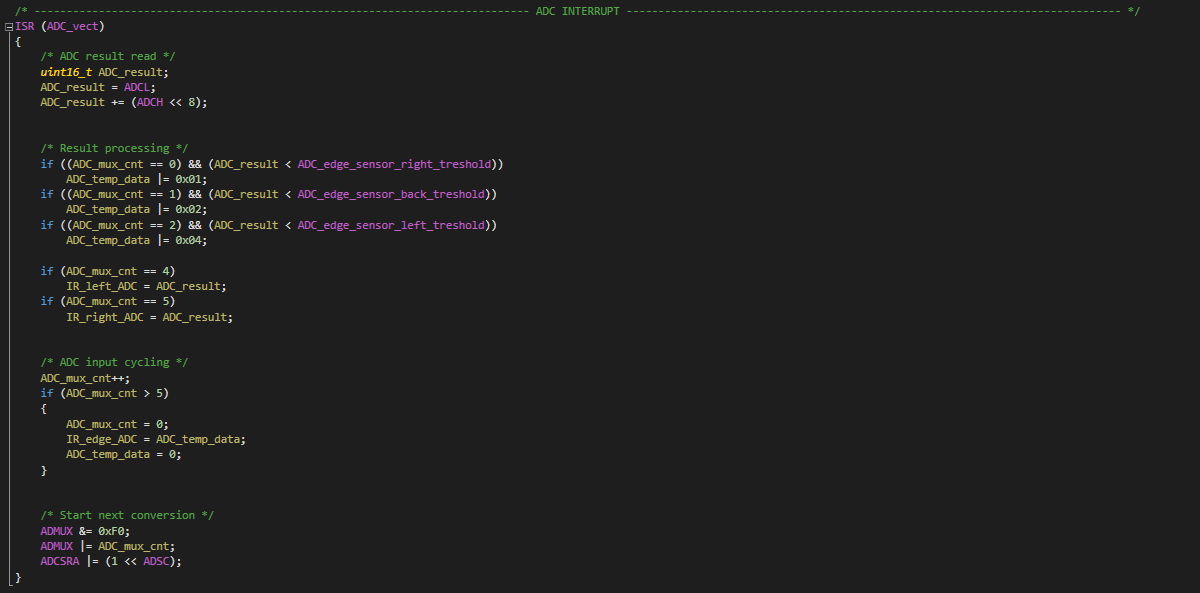 /* ----------------------------------------------------------------------------- ADC INTERRUPT ----------------------------------------------------------------------------- */
ISR (ADC_vect)
{
    /* ADC result read */
    uint16_t ADC_result;
    ADC_result = ADCL;
    ADC_result += (ADCH << 8);


    /* Result processing */
    if ((ADC_mux_cnt == 0) && (ADC_result < ADC_edge_sensor_right_treshold))
        ADC_temp_data |= 0x01;
    if ((ADC_mux_cnt == 1) && (ADC_result < ADC_edge_sensor_back_treshold))
        ADC_temp_data |= 0x02;
    if ((ADC_mux_cnt == 2) && (ADC_result < ADC_edge_sensor_left_treshold))
        ADC_temp_data |= 0x04;

    if (ADC_mux_cnt == 4)
        IR_left_ADC = ADC_result;
    if (ADC_mux_cnt == 5)
        IR_right_ADC = ADC_result;


    /* ADC input cycling */
    ADC_mux_cnt++;
    if (ADC_mux_cnt > 5)
    {
        ADC_mux_cnt = 0;
        IR_edge_ADC = ADC_temp_data;
        ADC_temp_data = 0;
    }


    /* Start next conversion */
    ADMUX &= 0xF0;
    ADMUX |= ADC_mux_cnt;
    ADCSRA |= (1 << ADSC);
}